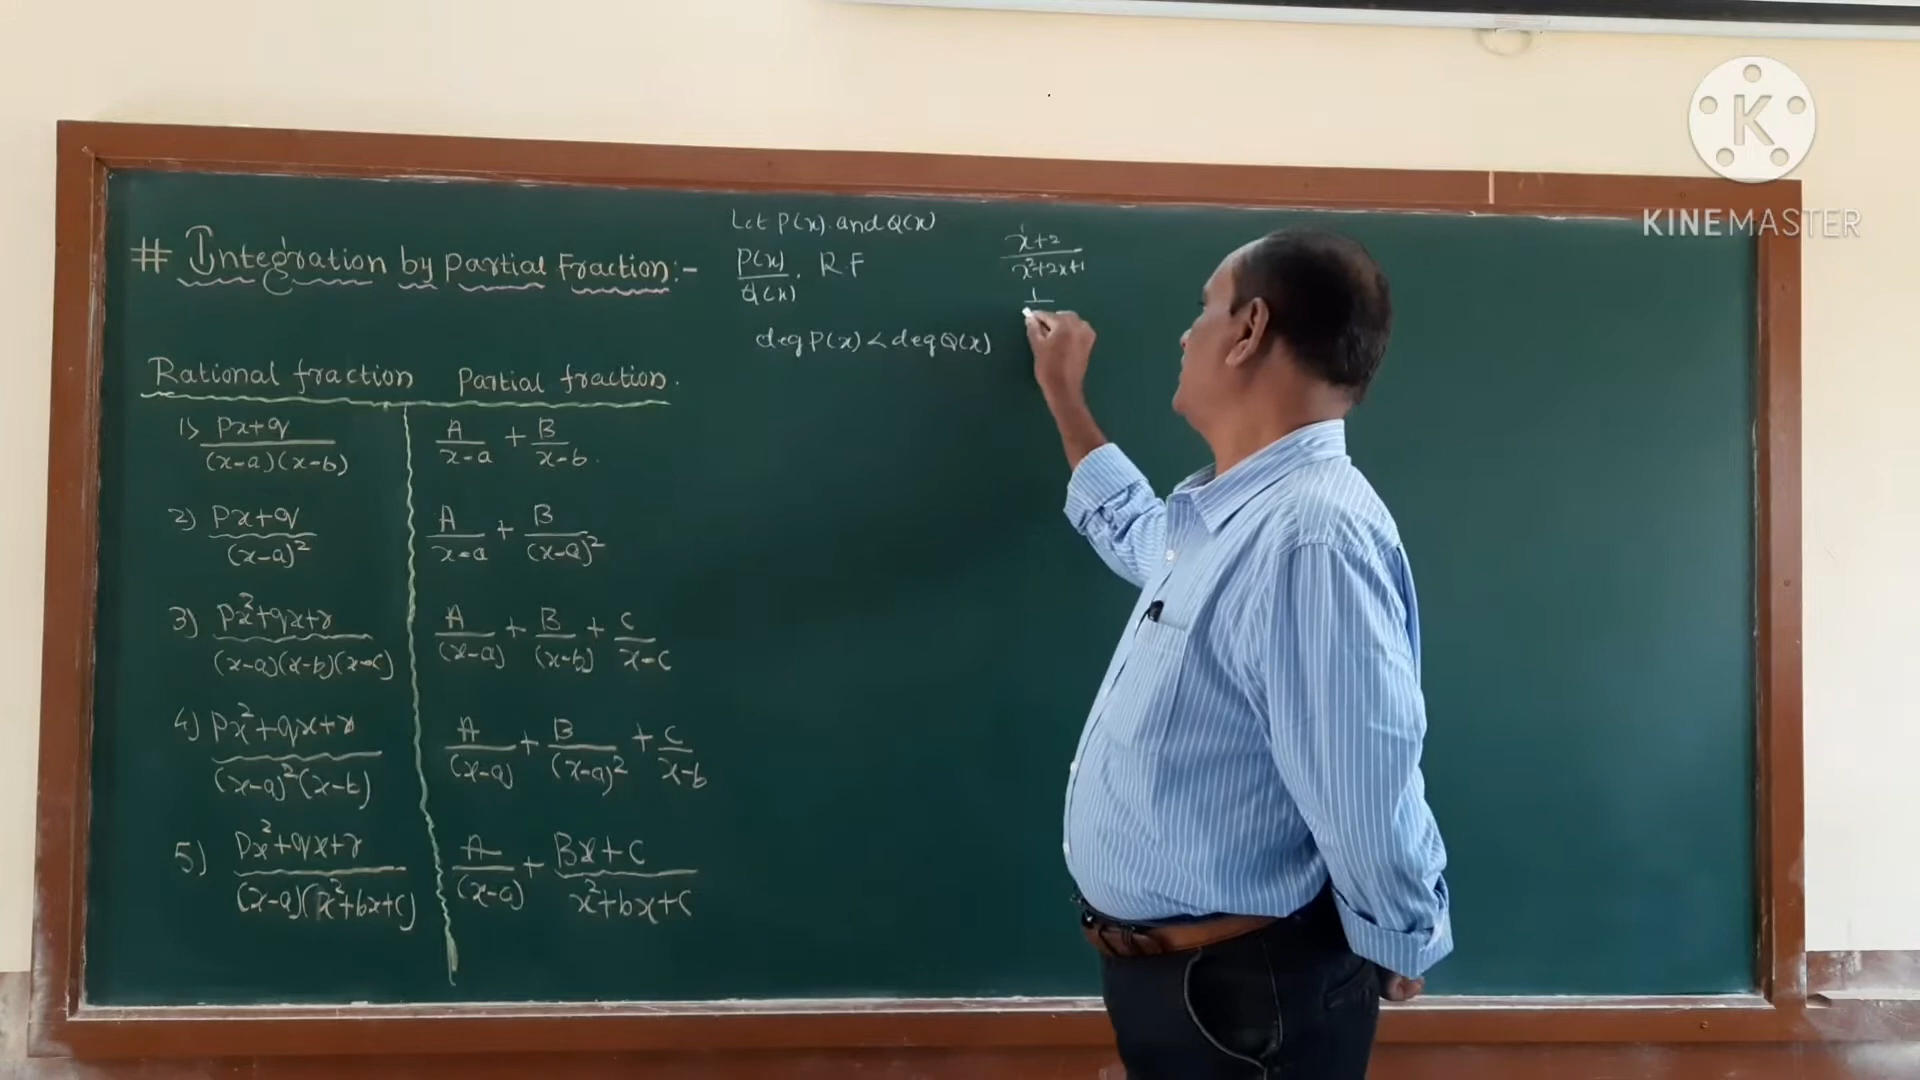 # Integration by Partial Fraction:-
Rational fraction Partial fraction.
1) Px+q/(x-a)(x-b) A/x-a + B/x-b.
2) Px+q/(x-a)² A/x-a + B/(x-a)²
3) Px²+qx+r/(x-a)(x-b)(x-c) A/(x-a) + B/(x-b) + C/x-c
4) Px²+qx+r/(x-a)²(x-b) A/(x-a) + B/(x-a)² + C/x-b
5) Px²+qx+r/(x-a)(x²+bx+c) A/(x-a) + Bx+C/x²+bx+c
Let P(x) and Q(x)
P(x)/Q(x). R.F
deg P(x) < deg Q(x)
x¹+2/x²+2x+1
1
K
KINEMASTER